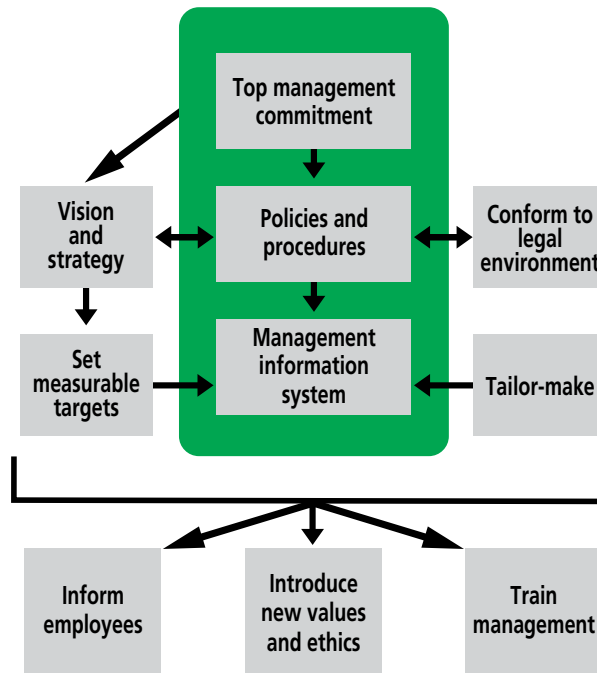 Top management
commitment
Vision
and
strategy
Policies and
procedures
Conform to
legal
environment
Set
measurable
targets
Management
information
system
Tailor-make
Inform
employees
Introduce
new values
and ethics
Train
management